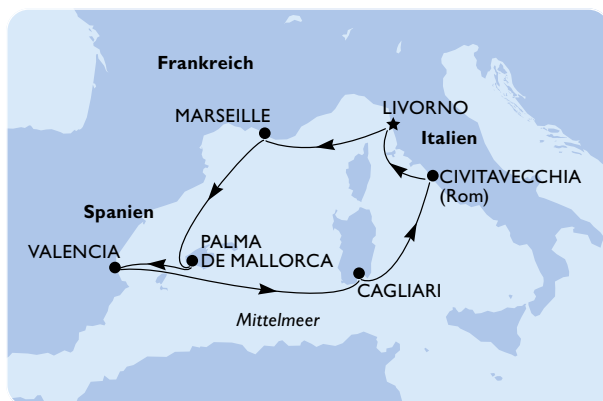 Frankreich
MARSEILLE
LIVORNO
Italien
CIVITAVECCHIA
(Rom)
Spanien
VALENCIA
PALMA
DE MALLORCA
CAGLIARI
Mittelmeer